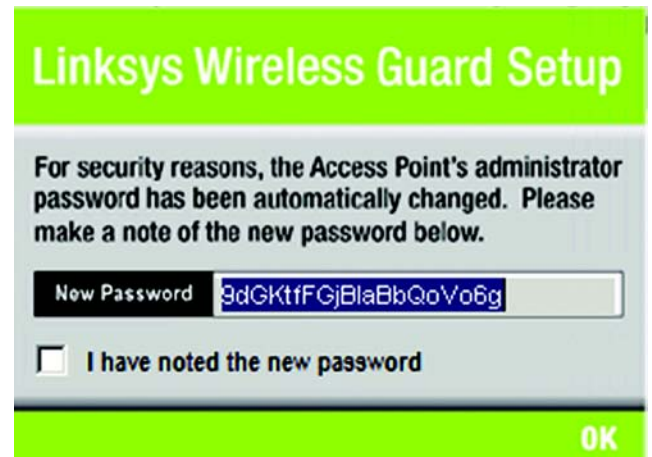 Linksys Wireless Guard Setup
For security reasons, the Access Point's administrator
password has been automatically changed.  Please
make a note of the new password below.
New Password 9dGKtfFGjBlaBbQoVo6g
I have noted the new password
OK